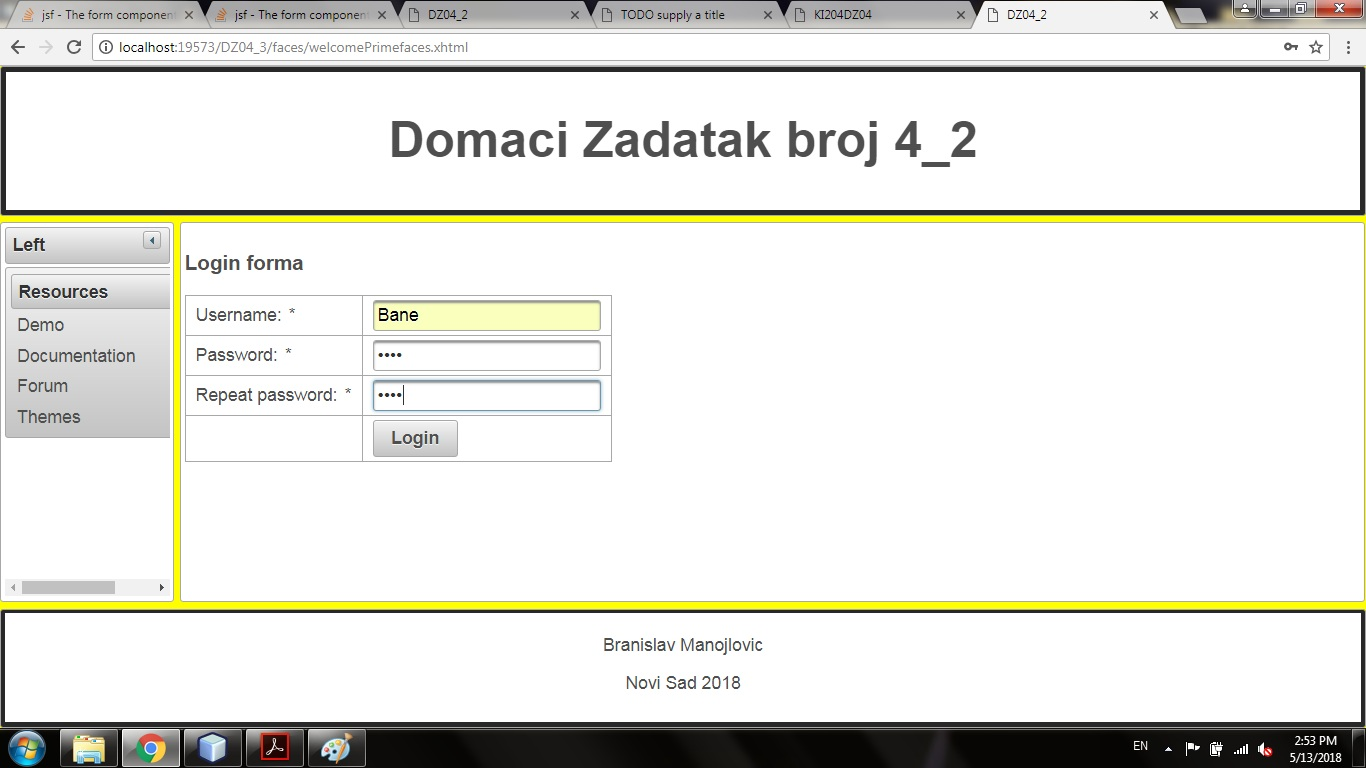 jsf - The form component
jsf - The form component
DZ04_2
TODO supply a title
KI204DZ04
DZ04_2
localhost:19573/DZ04_3/faces/welcomePrimefaces.xhtml
Domaci Zadatak broj 4_2
Left
Resources
Demo
Documentation
Forum
Themes
Login forma
Username: *
Bane
Password: *
••••
Repeat password: *
••••
Login
Branislav Manojlovic
Novi Sad 2018
EN
2:53 PM
5/13/2018